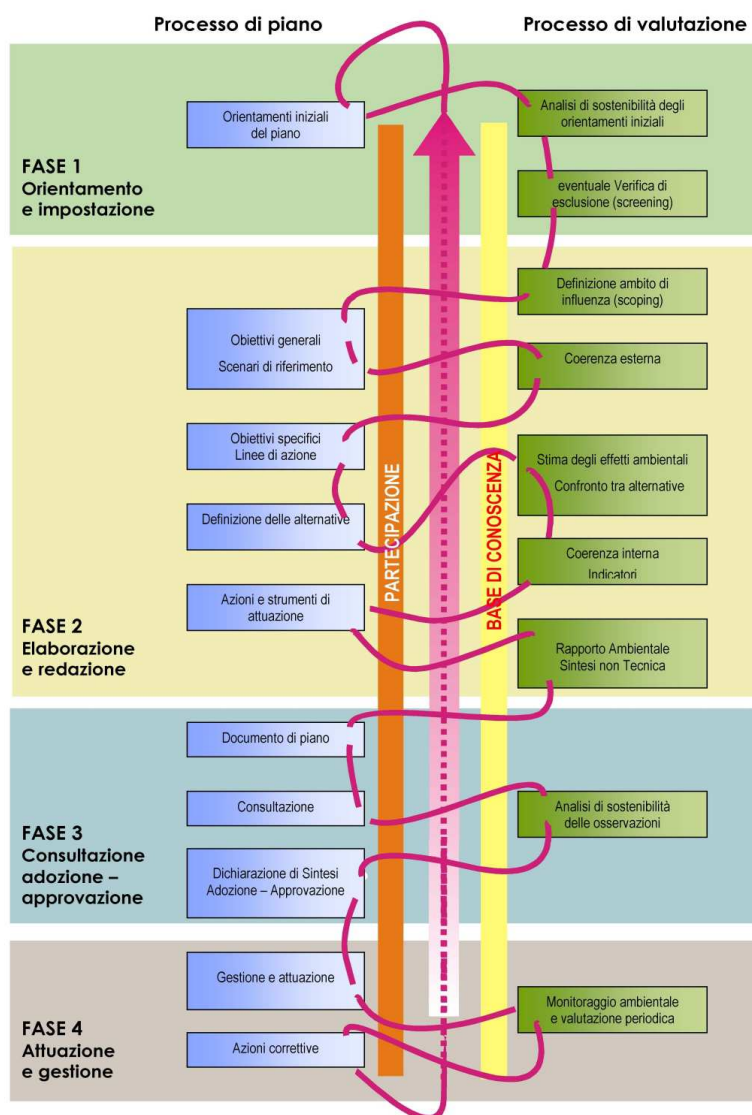 Processo di piano
Processo di valutazione
Orientamenti iniziali
del piano
Analisi di sostenibilità degli
orientamenti iniziali
FASE 1
Orientamento
e impostazione
eventuale Verifica di
esclusione (screening)
Definizione ambito di
influenza (scoping)
Obiettivi generali
Scenari di riferimento
Coerenza esterna
Obiettivi specifici
Linee di azione
Stima degli effetti ambientali
Confronto tra alternative
Definizione delle alternative
PARTECIPAZIONE
BASE DI CONOSCENZA
Coerenza interna
Indicatori
Azioni e strumenti di
attuazione
FASE 2
Elaborazione
e redazione
Rapporto Ambientale
Sintesi non Tecnica
Documento di piano
Consultazione
Analisi di sostenibilità
delle osservazioni
FASE 3
Consultazione
adozione –
approvazione
Dichiarazione di Sintesi
Adozione – Approvazione
Gestione e attuazione
Monitoraggio ambientale
e valutazione periodica
FASE 4
Attuazione
e gestione
Azioni correttive